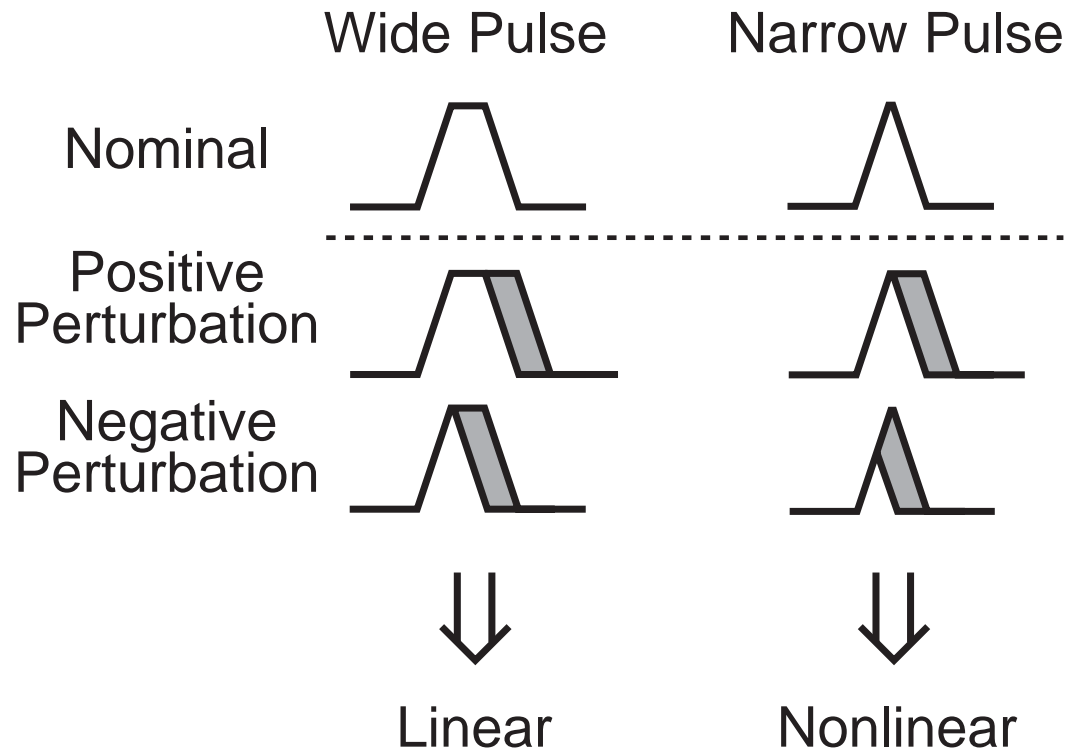 Wide Pulse
Narrow Pulse
Nominal
Positive
Perturbation
Negative
Perturbation
Linear
Nonlinear